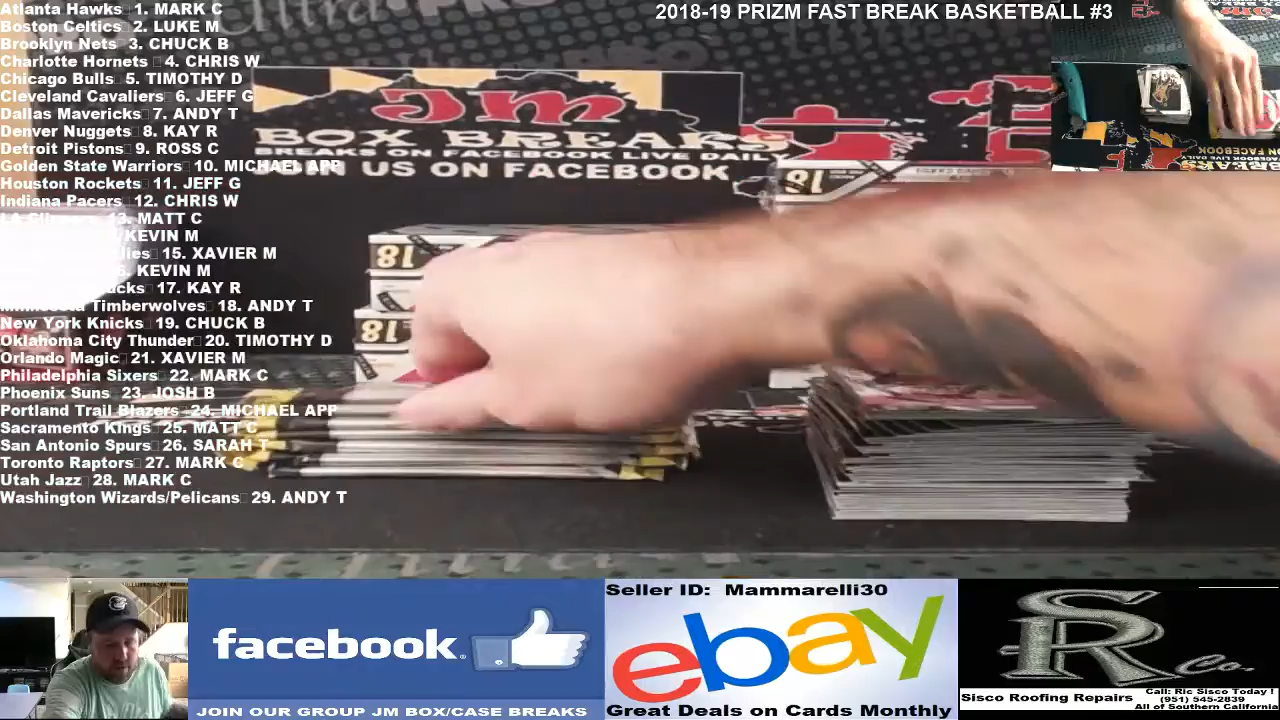 Atlanta Hawks 1. MARK C
Boston Celtics 2. LUKE M
Brooklyn Nets 3. CHUCK B
Charlotte Hornets 4. CHRIS W
Chicago Bulls 5. TIMOTHY D
Cleveland Cavaliers 6. JEFF G
Dallas Mavericks 7. ANDY T
Denver Nuggets 8. KAY R
Detroit Pistons 9. ROSS C
Golden State Warriors 10. MICHAEL APP
Houston Rockets 11. JEFF G
Indiana Pacers 12. CHRIS W
13. MATT C
KEVIN M
15. XAVIER M
KEVIN M
17. KAY R
Minnesota Timberwolves 18. ANDY T
New York Knicks 19. CHUCK B
Oklahoma City Thunder 20. TIMOTHY D
Orlando Magic 21. XAVIER M
Philadelphia Sixers 22. MARK C
Phoenix Suns 23. JOSH B
Portland Trail Blazers 24. MICHAEL APP
Sacramento Kings 25. MATT C
San Antonio Spurs 26. SARAH T
Toronto Raptors 27. MARK C
Utah Jazz 28. MARK C
Washington Wizards/Pelicans 29. ANDY T
2018-19 PRIZM FAST BREAK BASKETBALL #3
JM
BOX BREAKS
BREAKS ON FACEBOOK LIVE DAILY
US ON FACEBOOK
18
18
18
facebook
JOIN OUR GROUP JM BOX/CASE BREAKS
Seller ID: Mammarelli30
ebay
Great Deals on Cards Monthly
SR Co.
Sisco Roofing Repairs
Call: Ric Sisco Today !
(951) 545-2839
All of Southern California